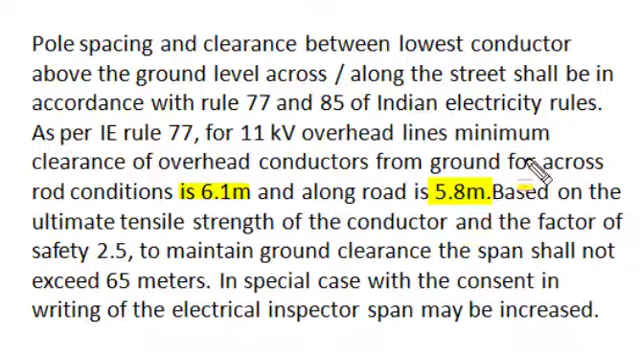 Pole spacing and clearance between lowest conductor
above the ground level across / along the street shall be in
accordance with rule 77 and 85 of Indian electricity rules.
As per IE rule 77, for 11 kV overhead lines minimum
clearance of overhead conductors from ground for across
rod conditions is 6.1m and along road is 5.8m.Based on the
ultimate tensile strength of the conductor and the factor of
safety 2.5, to maintain ground clearance the span shall not
exceed 65 meters. In special case with the consent in
writing of the electrical inspector span may be increased.